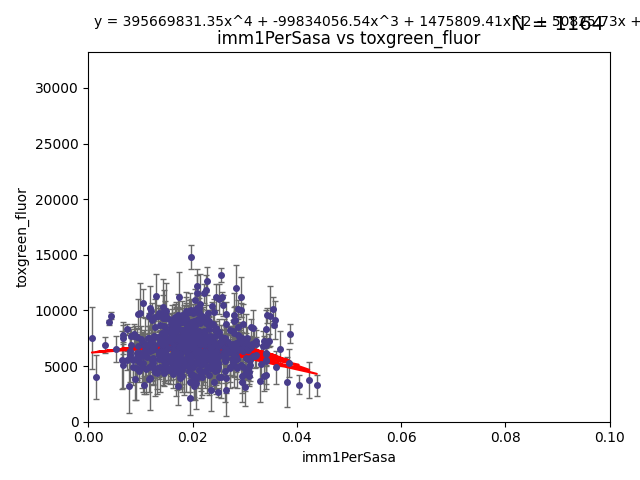 y = 395669831.35x^4 + -99834056.54x^3 + 1475809.41x^2 + 50825.73x +
N = 1164
imm1PerSasa vs toxgreen_fluor
30000
25000
20000
15000
10000
5000
0
toxgreen_fluor
0.00 0.02 0.04 0.06 0.08 0.10
imm1PerSasa